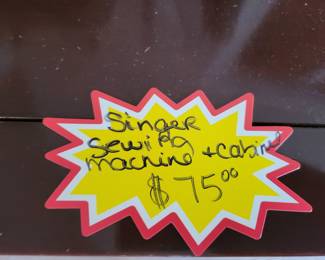 Singer
Sewing
machine + cabinet
$ 75.00